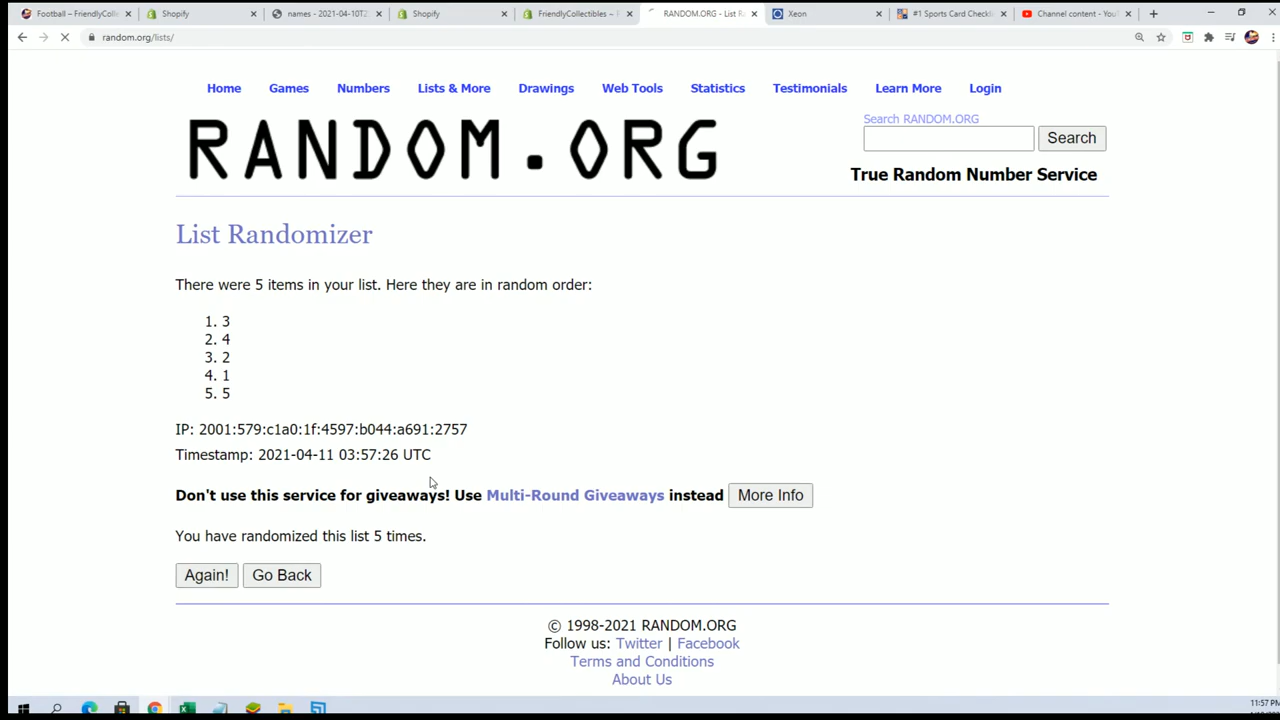 Football – FriendlyColle
Shopify
names - 2021-04-10T2
Shopify
FriendlyCollectibles ~
RANDOM.ORG - List R
Xeon
#1 Sports Card Checkli
Channel content - You
random.org/lists/
Home Games Numbers Lists & More Drawings Web Tools Statistics Testimonials Learn More Login
RANDOM.ORG
Search RANDOM.ORG
Search
True Random Number Service
List Randomizer
There were 5 items in your list. Here they are in random order:
1. 3
2. 4
3. 2
4. 1
5. 5
IP: 2001:579:c1a0:1f:4597:b044:a691:2757
Timestamp: 2021-04-11 03:57:26 UTC
Don't use this service for giveaways! Use Multi-Round Giveaways instead More Info
You have randomized this list 5 times.
Again! Go Back
© 1998-2021 RANDOM.ORG
Follow us: Twitter | Facebook
Terms and Conditions
About Us
11:57 PM